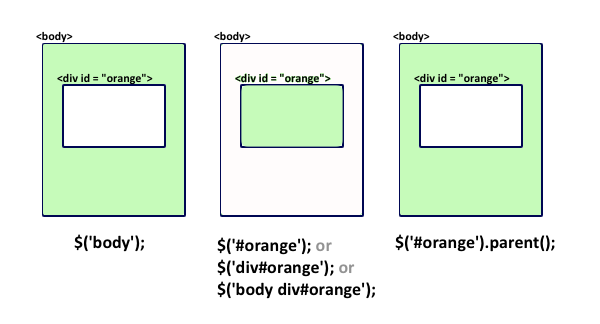 <body>
<div id = "orange">
$('body');
<body>
<div id = "orange">
$('#orange'); or
$('div#orange'); or
$('body div#orange');
<body>
<div id = "orange">
$('#orange').parent();